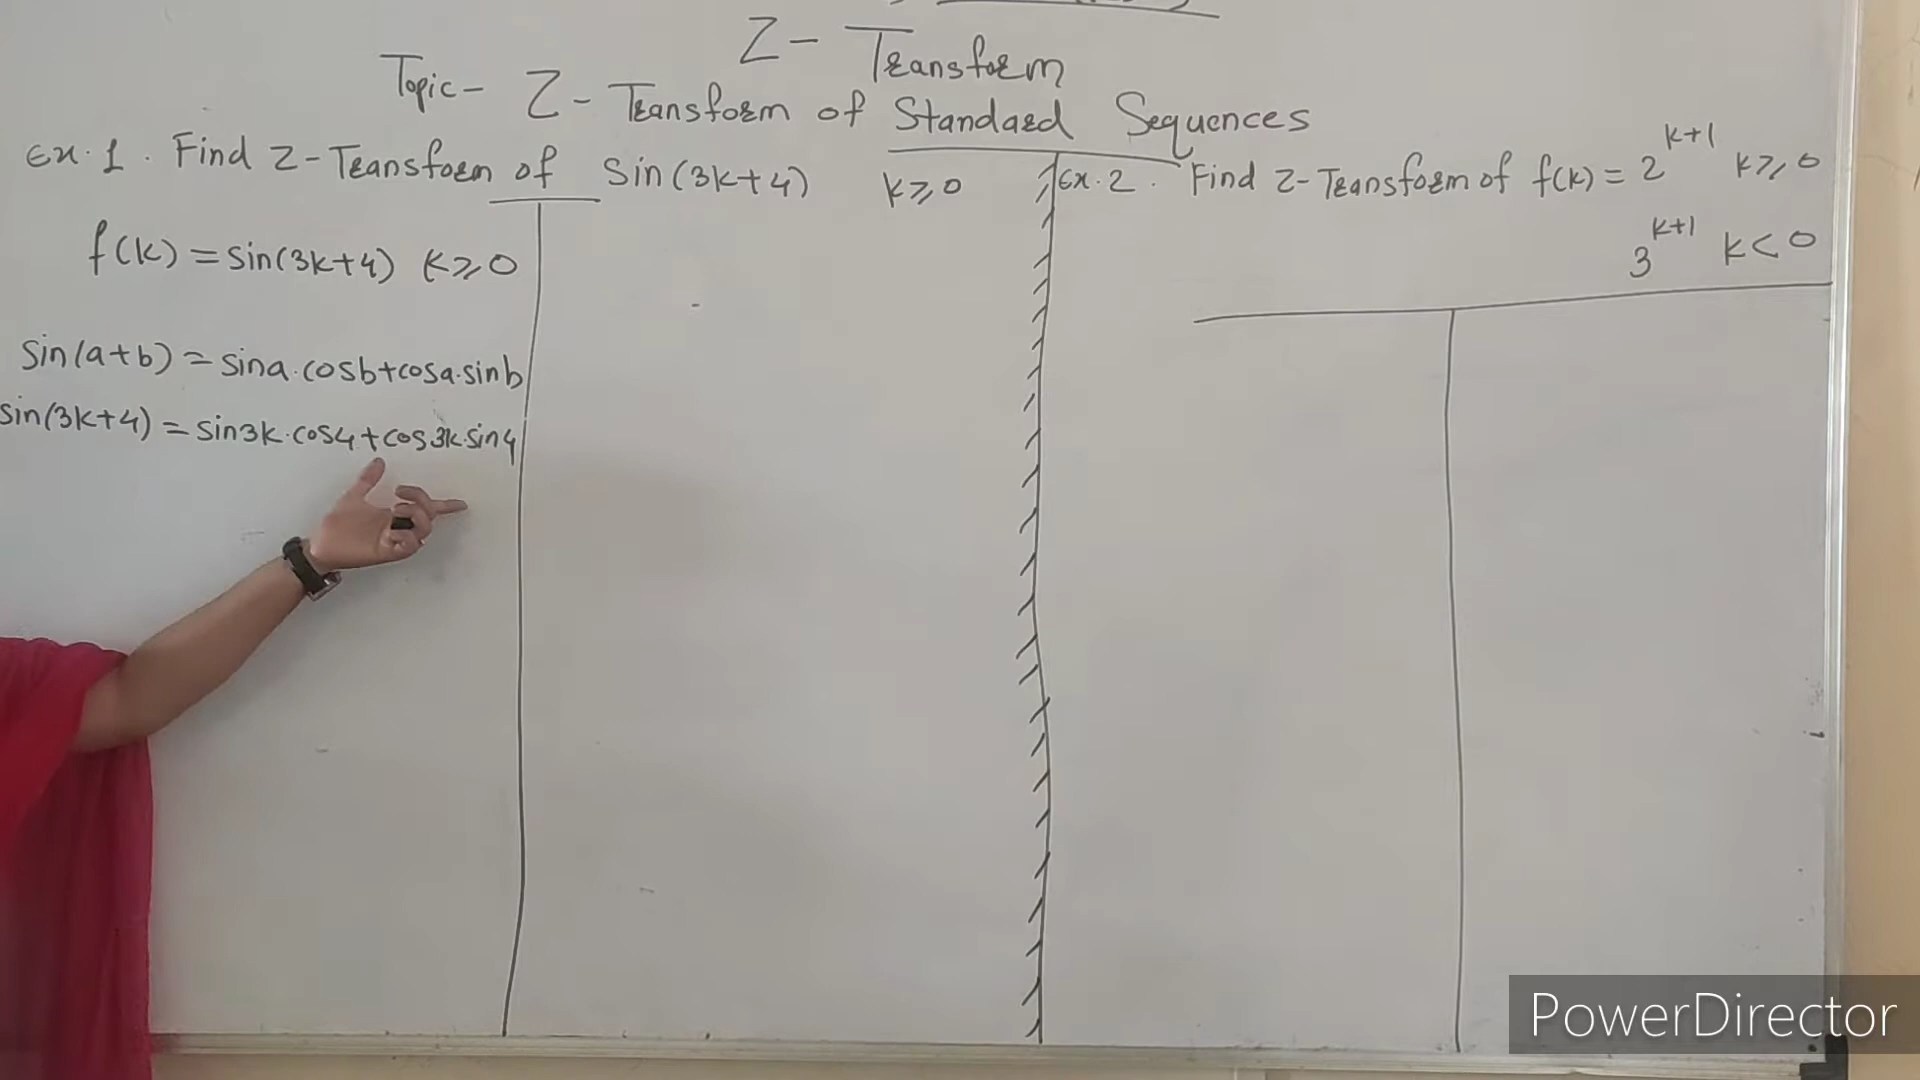 Z - Transform
Topic - Z - Transform of Standard Sequences
Ex. 1. Find Z-Transform of Sin(3k+4) k≥0
f(k) = sin(3k+4) k≥0
Sin(a+b) = sina.cosb+cosa.sinb
sin(3k+4) = sin3k.cos4+cos3k.sin4
Ex. 2. Find Z-Transform of f(k) = 2^{k+1} k≥0
3^{k+1} k<0
PowerDirector